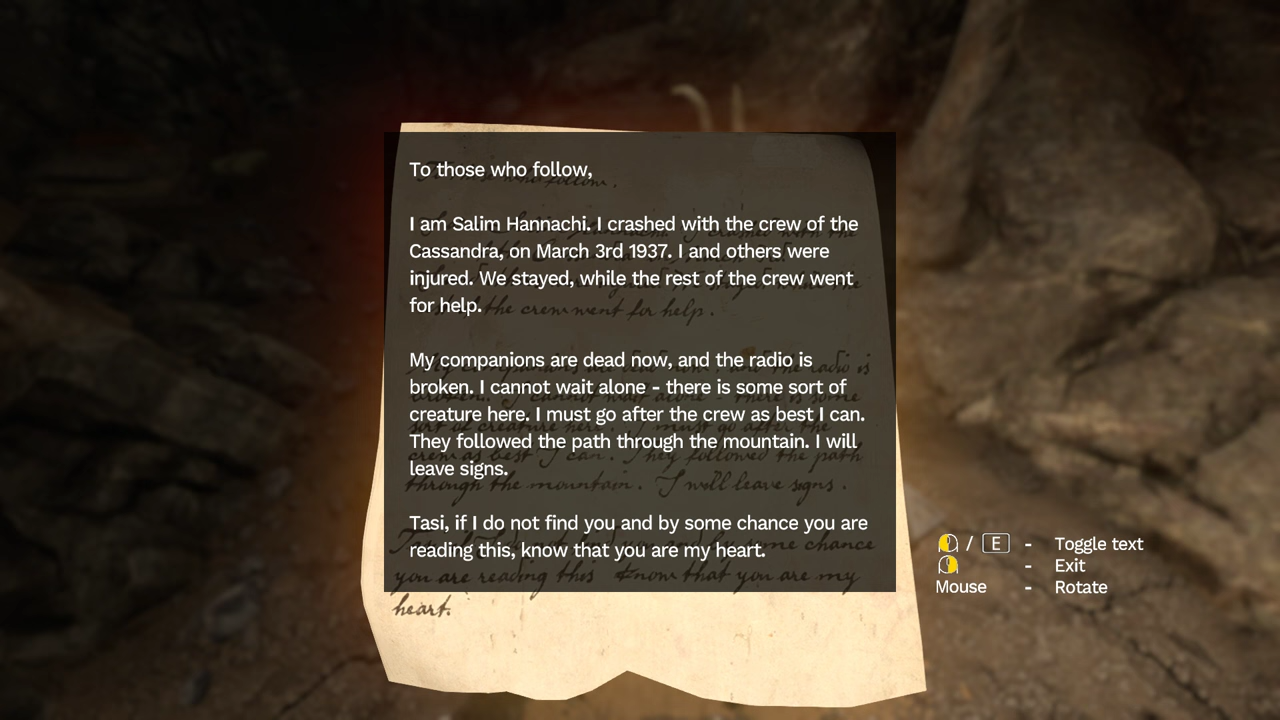 To those who follow,
I am Salim Hannachi. I crashed with the crew of the
Cassandra, on March 3rd 1937. I and others were
injured. We stayed, while the rest of the crew went
for help.
My companions are dead now, and the radio is
broken. I cannot wait alone - there is some sort of
creature here. I must go after the crew as best I can.
They followed the path through the mountain. I will
leave signs.
Tasi, if I do not find you and by some chance you are
reading this, know that you are my heart.
heart.
/ E - Toggle text
- Exit
Mouse - Rotate